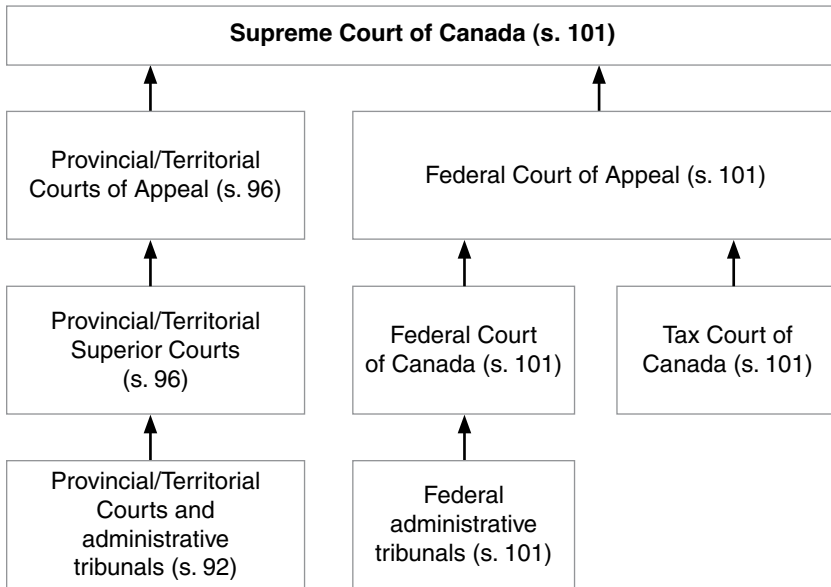 Supreme Court of Canada (s. 101)
Provincial/Territorial
Courts of Appeal (s. 96)
Federal Court of Appeal (s. 101)
Provincial/Territorial
Superior Courts
(s. 96)
Federal Court
of Canada (s. 101)
Tax Court of
Canada (s. 101)
Provincial/Territorial
Courts and
administrative
tribunals (s. 92)
Federal
administrative
tribunals (s. 101)